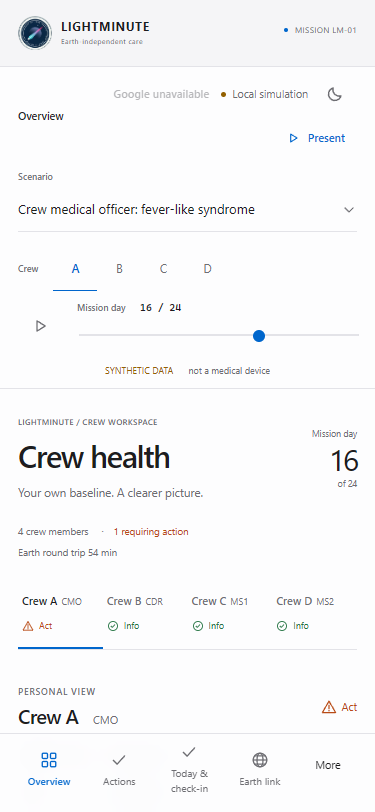 LIGHTMINUTE
Earth-independent care
MISSION LM-01
Google unavailable
Local simulation
Overview
Present
Scenario
Crew medical officer: fever-like syndrome
Crew
A
B
C
D
Mission day 16 / 24
SYNTHETIC DATA not a medical device
LIGHTMINUTE / CREW WORKSPACE
Mission day
Crew health
16
of 24
Your own baseline. A clearer picture.
4 crew members · 1 requiring action
Earth round trip 54 min
Crew A CMO
Crew B CDR
Crew C MS1
Crew D MS2
Act
Info
Info
Info
PERSONAL VIEW
Crew A CMO
Act
Overview
Actions
Today &
check-in
Earth link
More